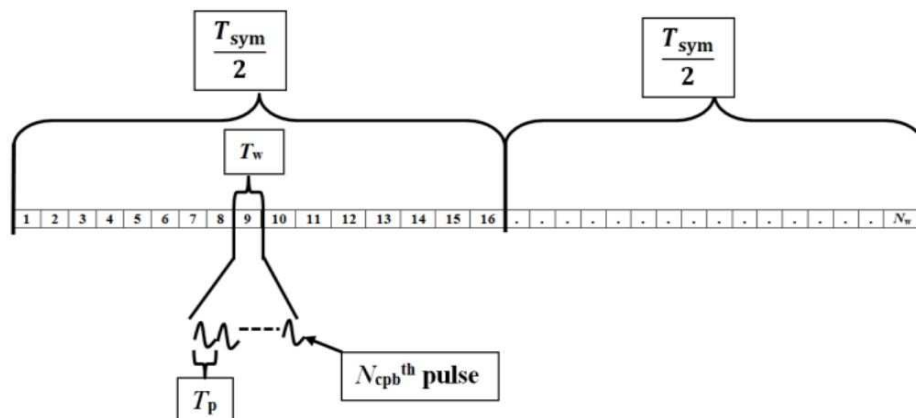 T_sym/2 T_sym/2
T_w
1 2 3 4 5 6 7 8 9 10 11 12 13 14 15 16 . . . . . . . . . . . . . . N_w
N_cpb^th pulse
T_p